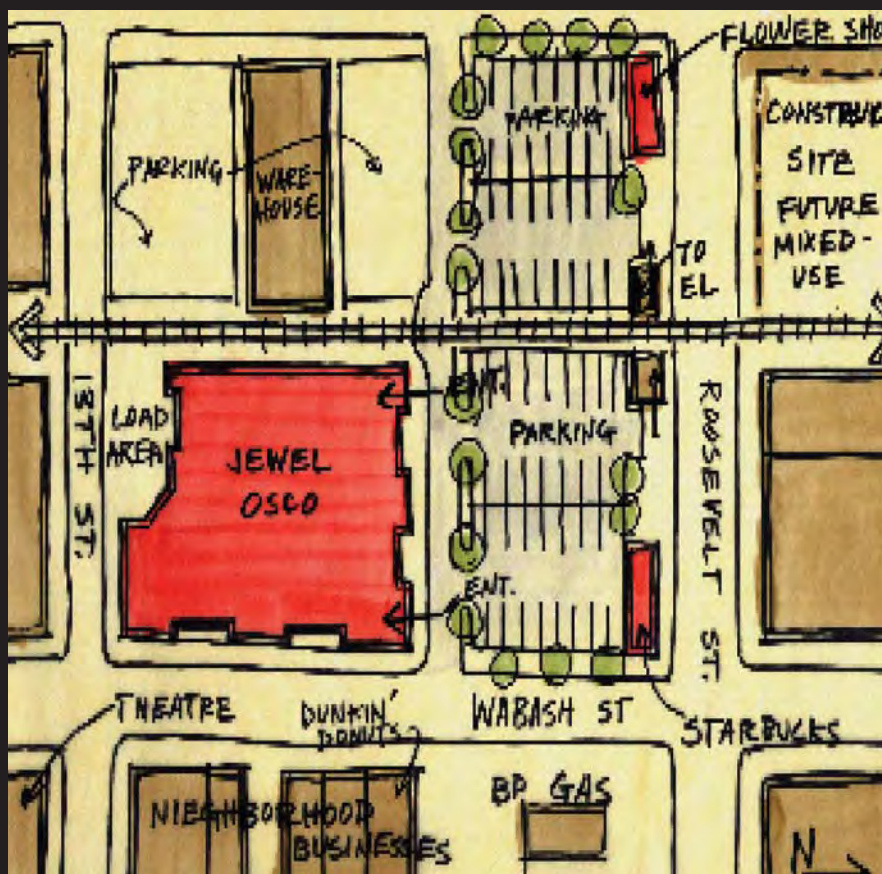 FLOWER SHO
PARKING
CONSTRUC
SITE
FUTURE
MIXED-
USE
PARKING
WARE-
HOUSE
TO
EL
13TH ST.
LOAD
AREA
JEWEL
OSCO
ENT.
PARKING
ROOSEVELT ST.
ENT.
THEATRE
DUNKIN'
DONUTS
WABASH ST
STARBUCKS
NIEGHBORHOOD
BUSINESSES
BP GAS
N